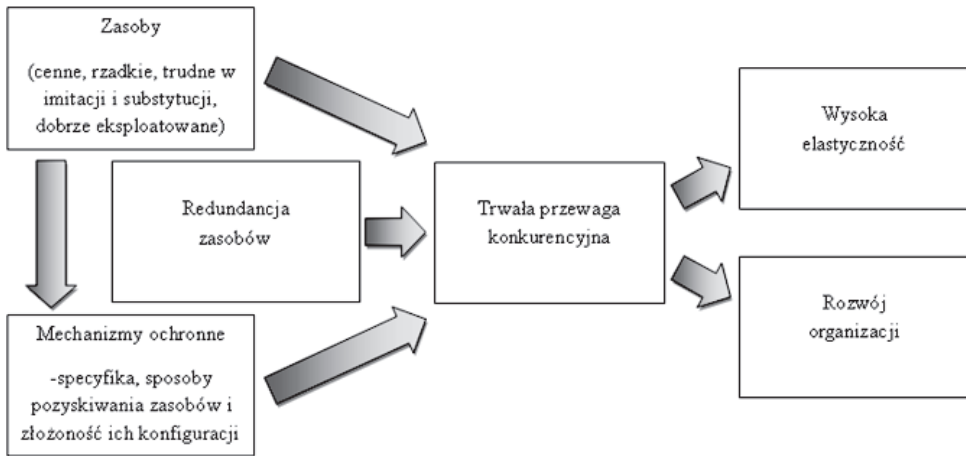 Zasoby
(cenne, rzadkie, trudne w
imitacji i substytucji,
dobrze eksploatowane)
Redundancja
zasobów
Mechanizmy ochronne
-specyfika, sposoby
pozyskiwania zasobów i
złożoność ich konfiguracji
Trwała przewaga
konkurencyjna
Wysoka
elastyczność
Rozwój
organizacji